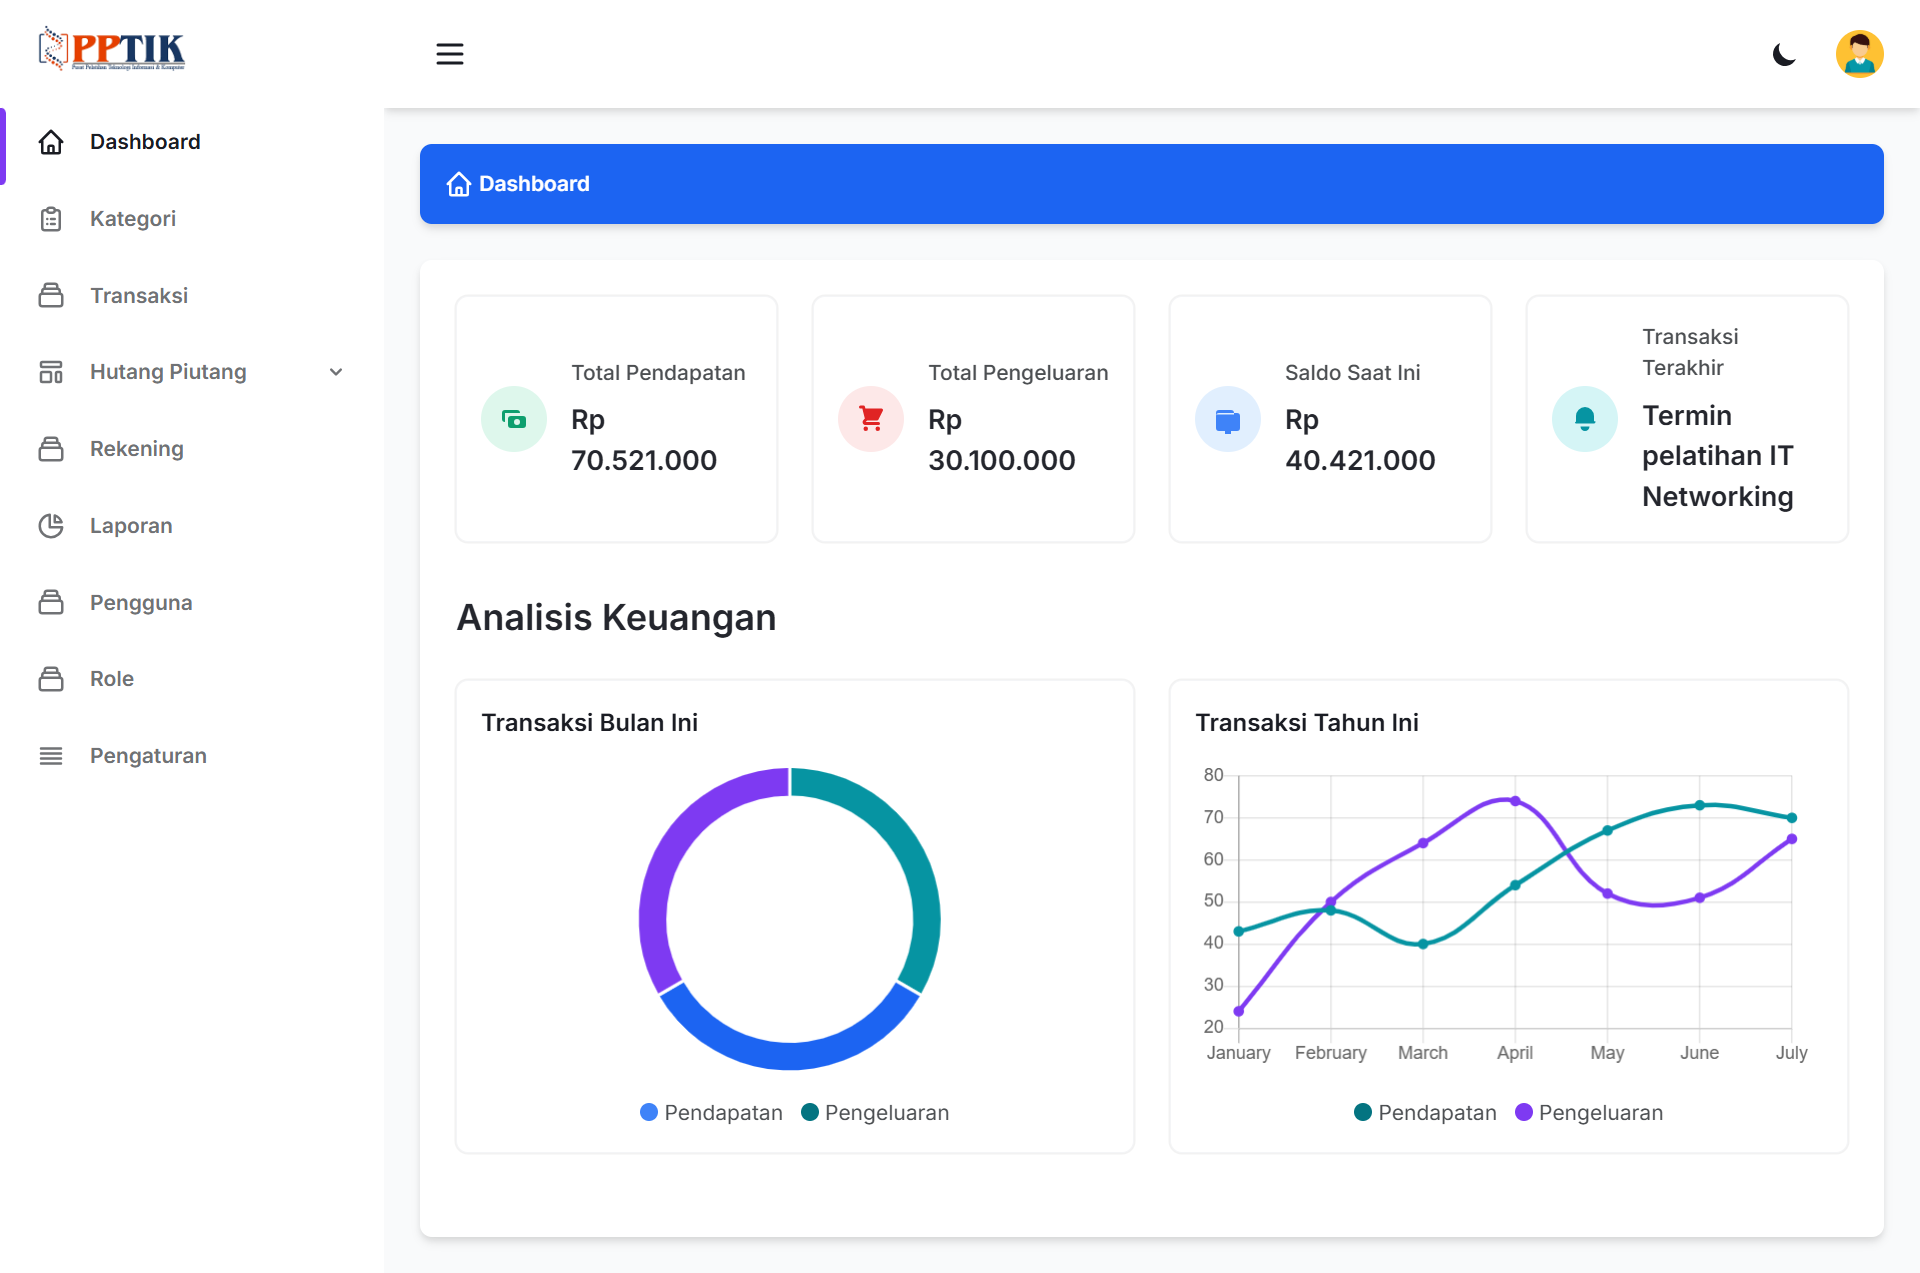 PPTIK
Pusat Pelatihan Teknologi Informasi & Komputer
Dashboard
Kategori
Transaksi
Hutang Piutang
Rekening
Laporan
Pengguna
Role
Pengaturan
Dashboard
Total Pendapatan
Rp
70.521.000
Total Pengeluaran
Rp
30.100.000
Saldo Saat Ini
Rp
40.421.000
Transaksi
Terakhir
Termin
pelatihan IT
Networking
Analisis Keuangan
Transaksi Bulan Ini
Pendapatan
Pengeluaran
Transaksi Tahun Ini
80
70
60
50
40
30
20
January
February
March
April
May
June
July
Pendapatan
Pengeluaran